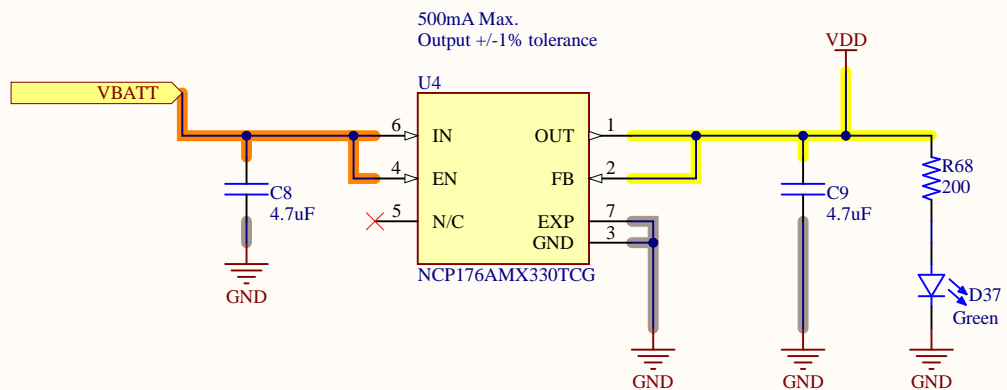 500mA Max.
Output +/-1% tolerance
VDD
U4
VBATT
6 IN OUT 1
4 EN FB 2
5 N/C EXP 7
GND 3
NCP176AMX330TCG
C8
4.7uF
GND
GND
C9
4.7uF
GND
R68
200
D37
Green
GND